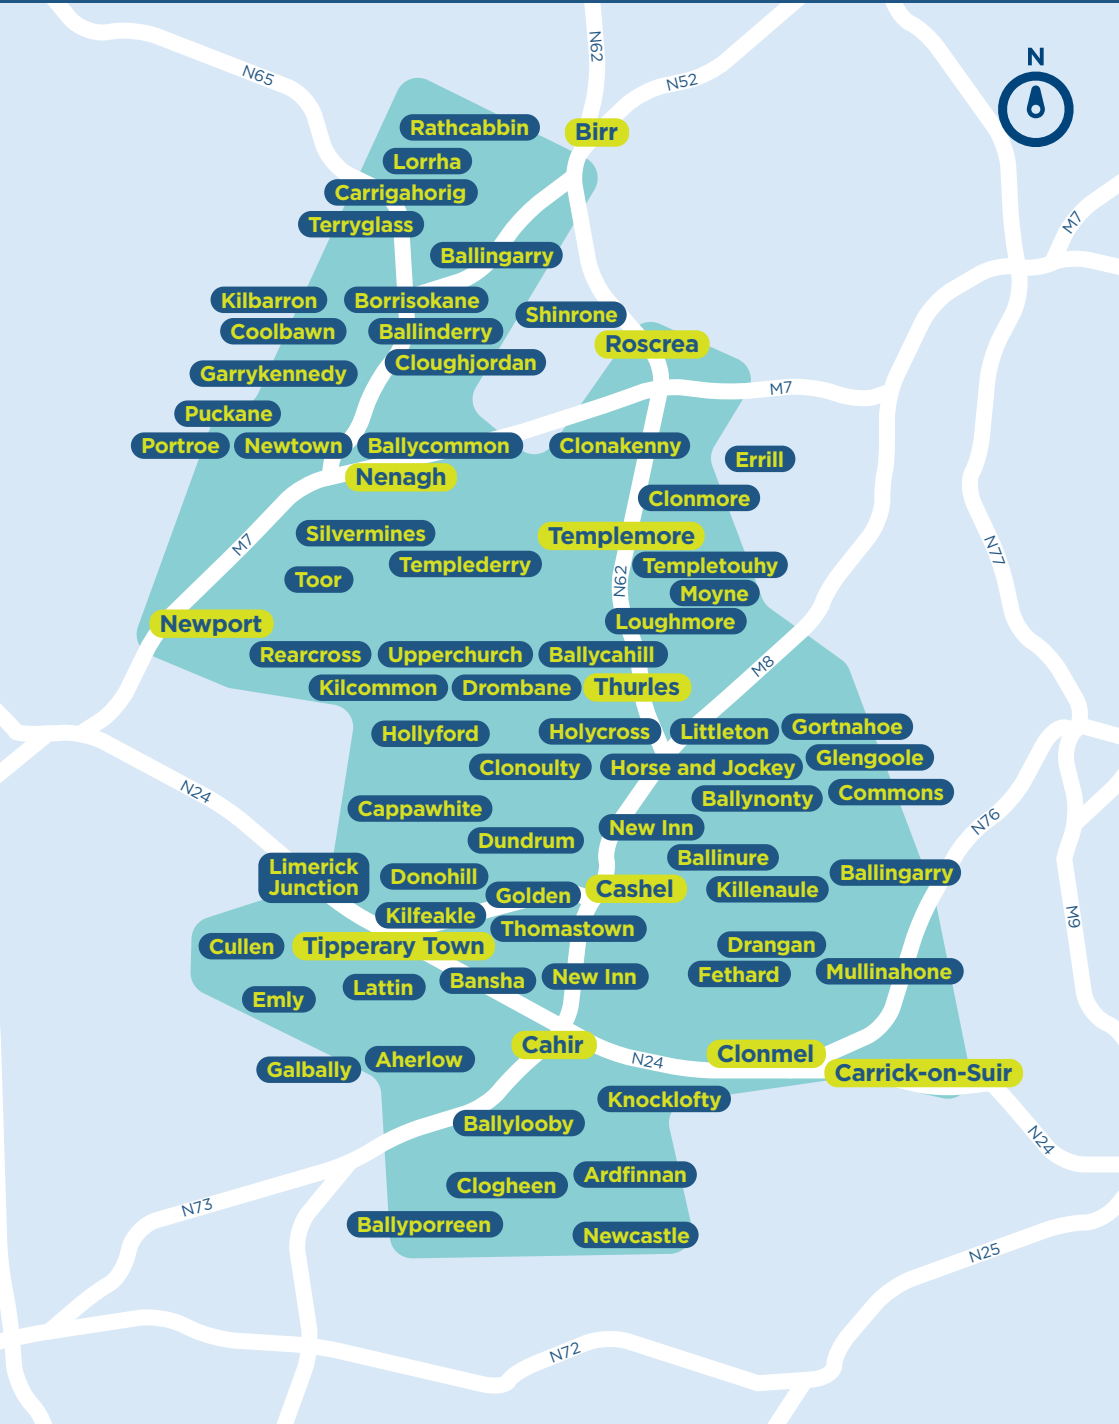 N62
N
N65
N52
Rathcabbin
Birr
Lorrha
Carrigahorig
Terryglass
M7
Ballingarry
Kilbarron
Borrisokane
Shinrone
Coolbawn
Ballinderry
Roscrea
Cloughjordan
Garrykennedy
M7
Puckane
Portroe
Newtown
Ballycommon
Clonakenny
Errill
Nenagh
Clonmore
Silvermines
Templemore
M7
N77
Templederry
Templetouhy
Toor
N62
Moyne
Newport
Loughmore
Rearcross
Upperchurch
Ballycahill
M8
Kilcommon
Drombane
Thurles
Hollyford
Holycross
Littleton
Gortnahoe
Clonoulty
Horse and Jockey
Glengoole
N24
Cappawhite
Ballynonty
Commons
New Inn
N76
Dundrum
Ballinure
Limerick
Junction
Donohill
Ballingarry
Golden
Cashel
Killenaule
Kilfeakle
M9
Thomastown
Cullen
Tipperary Town
Drangan
Lattin
Bansha
New Inn
Fethard
Mullinahone
Emly
Cahir
Clonmel
Galbally
Aherlow
N24
Carrick-on-Suir
Knocklofty
Ballylooby
N24
Clogheen
Ardfinnan
N73
Ballyporreen
Newcastle
N25
N72